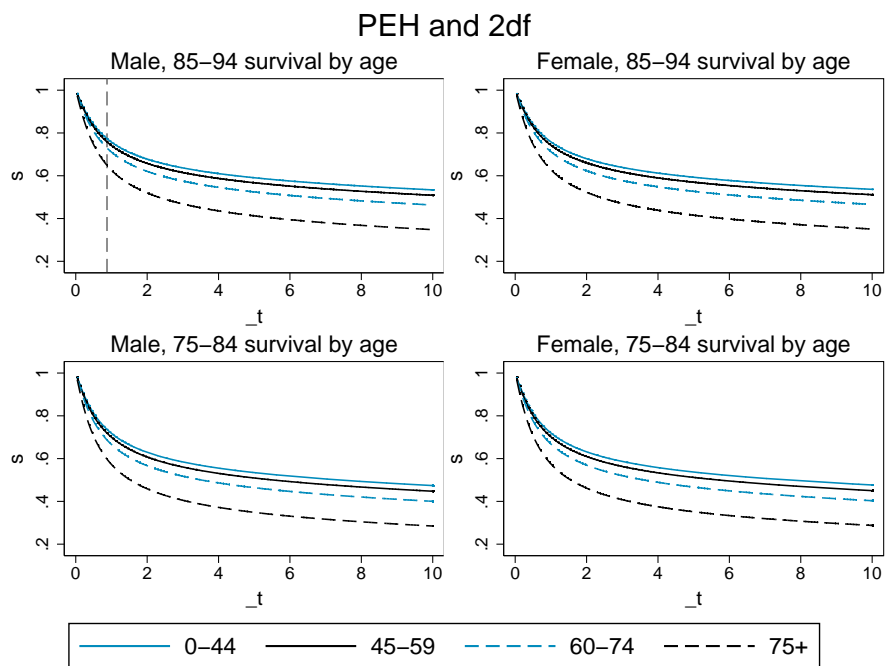 PEH and 2df
Male, 85−94 survival by age
Female, 85−94 survival by age
1
.8
.6
.4
.2
s
0 2 4 6 8 10
_t
1
.8
.6
.4
.2
s
0 2 4 6 8 10
_t
Male, 75−84 survival by age
Female, 75−84 survival by age
1
.8
.6
.4
.2
s
0 2 4 6 8 10
_t
1
.8
.6
.4
.2
s
0 2 4 6 8 10
_t
0−44 45−59 60−74 75+